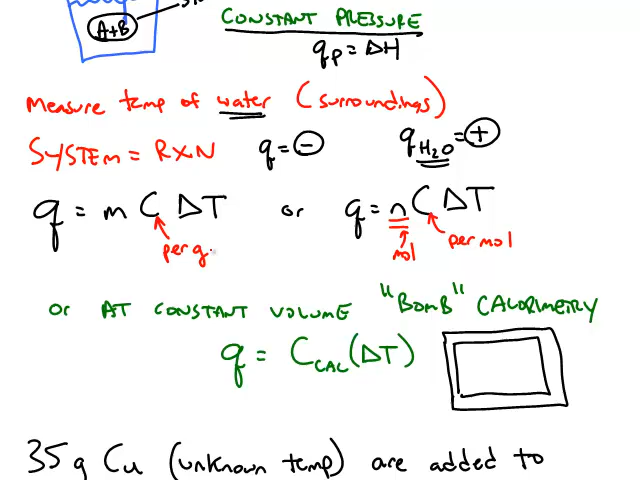 A+B
CONSTANT PRESSURE
qp = ΔH
Measure temp of water (surroundings)
SYSTEM = RXN q = − qH₂O = +
q = m C ΔT or q = n C ΔT
per g. mol per mol
or AT CONSTANT VOLUME "BOMB" CALORIMETRY
q = CCAL(ΔT)
35 g Cu (unknown temp) are added to